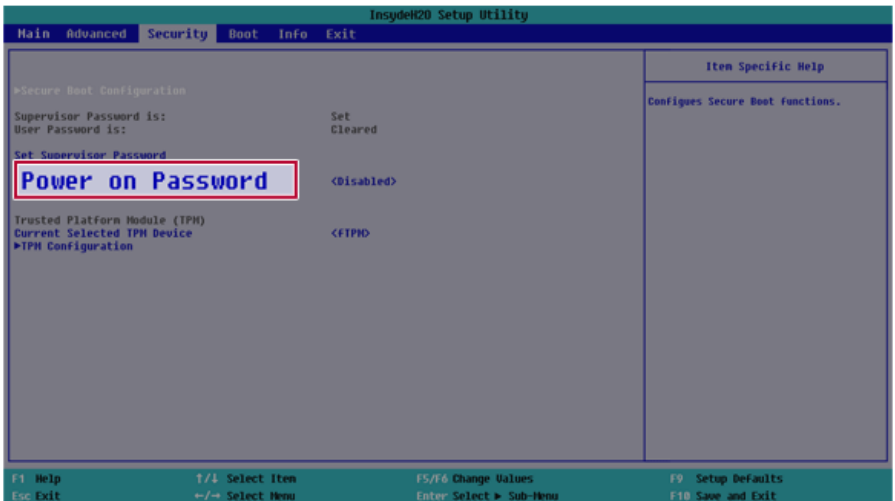 InsydeH2O Setup Utility
Main Advanced Security Boot Info Exit
Item Specific Help
▶Secure Boot Configuration
Configues Secure Boot functions.
Supervisor Password is: Set
User Password is: Cleared
Set Supervisor Password
Power on Password <Disabled>
Trusted Platform Module (TPM)
Current Selected TPM Device <fTPM>
▶TPM Configuration
F1 Help ↑/↓ Select Item F5/F6 Change Values F9 Setup Defaults
Esc Exit ←/→ Select Menu Enter Select ▶ Sub-Menu F10 Save and Exit